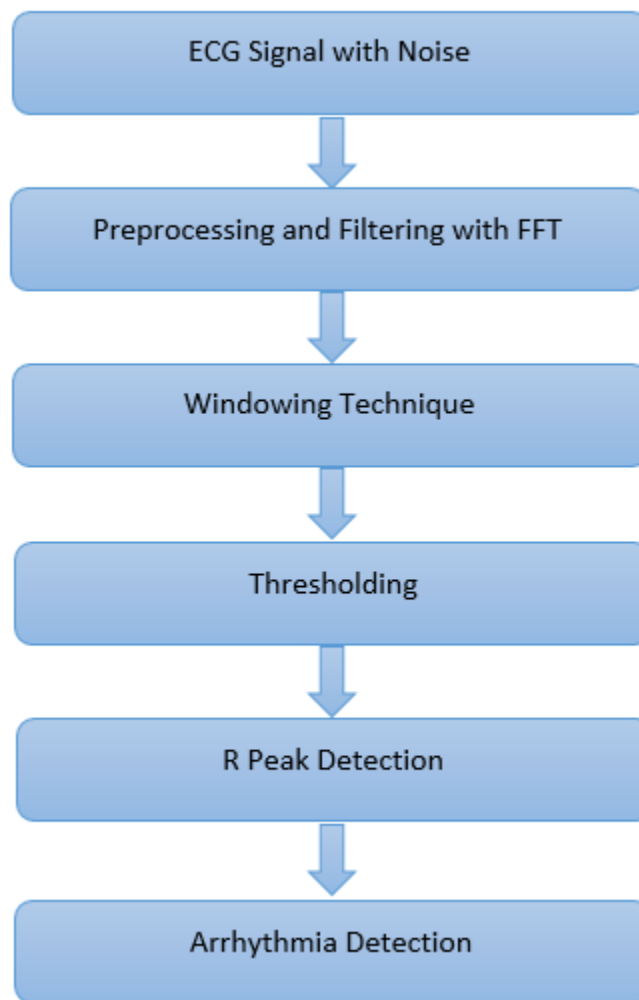 ECG Signal with Noise
Preprocessing and Filtering with FFT
Windowing Technique
Thresholding
R Peak Detection
Arrhythmia Detection